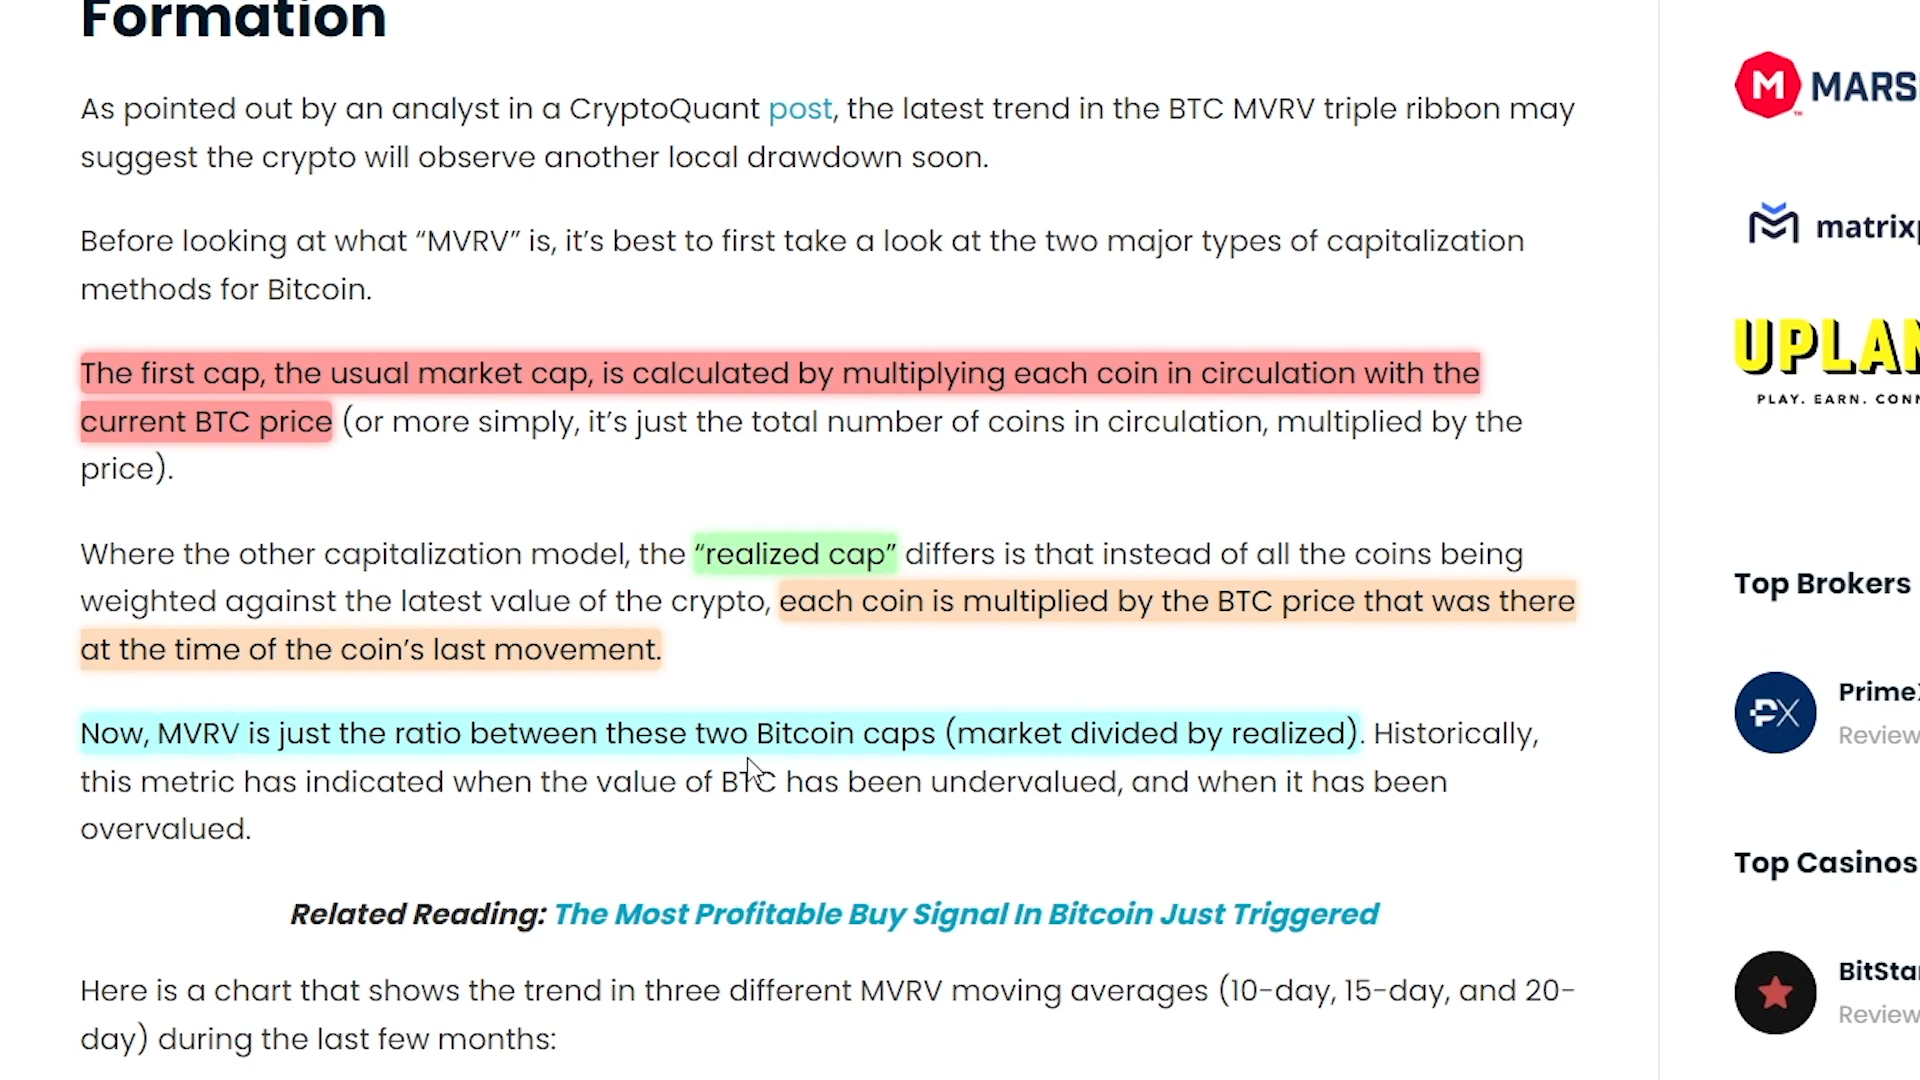 Formation
As pointed out by an analyst in a CryptoQuant post, the latest trend in the BTC MVRV triple ribbon may
suggest the crypto will observe another local drawdown soon.
Before looking at what “MVRV” is, it’s best to first take a look at the two major types of capitalization
methods for Bitcoin.
The first cap, the usual market cap, is calculated by multiplying each coin in circulation with the
current BTC price (or more simply, it’s just the total number of coins in circulation, multiplied by the
price).
Where the other capitalization model, the “realized cap” differs is that instead of all the coins being
weighted against the latest value of the crypto, each coin is multiplied by the BTC price that was there
at the time of the coin’s last movement.
Now, MVRV is just the ratio between these two Bitcoin caps (market divided by realized). Historically,
this metric has indicated when the value of BTC has been undervalued, and when it has been
overvalued.
Related Reading: The Most Profitable Buy Signal In Bitcoin Just Triggered
Here is a chart that shows the trend in three different MVRV moving averages (10-day, 15-day, and 20-
day) during the last few months:
M MARS
matrixp
UPLAN
PLAY. EARN. CONN
Top Brokers
PX
PrimeX
Review
Top Casinos
BitStar
Review